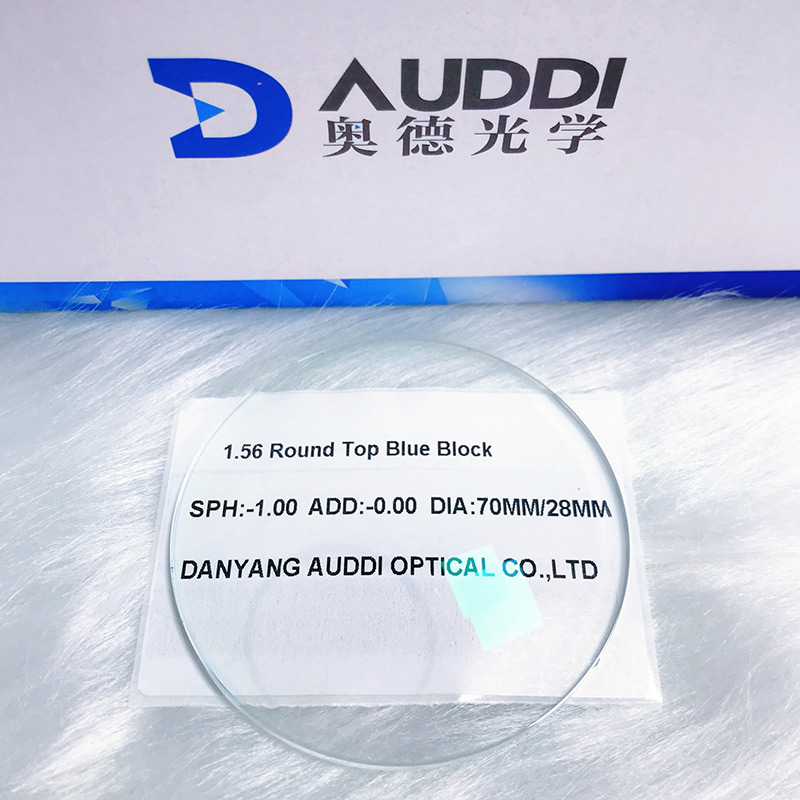 AUDDI
奥德光学
1.56 Round Top Blue Block
SPH:-1.00 ADD:-0.00 DIA:70MM/28MM
DANYANG AUDDI OPTICAL CO.,LTD